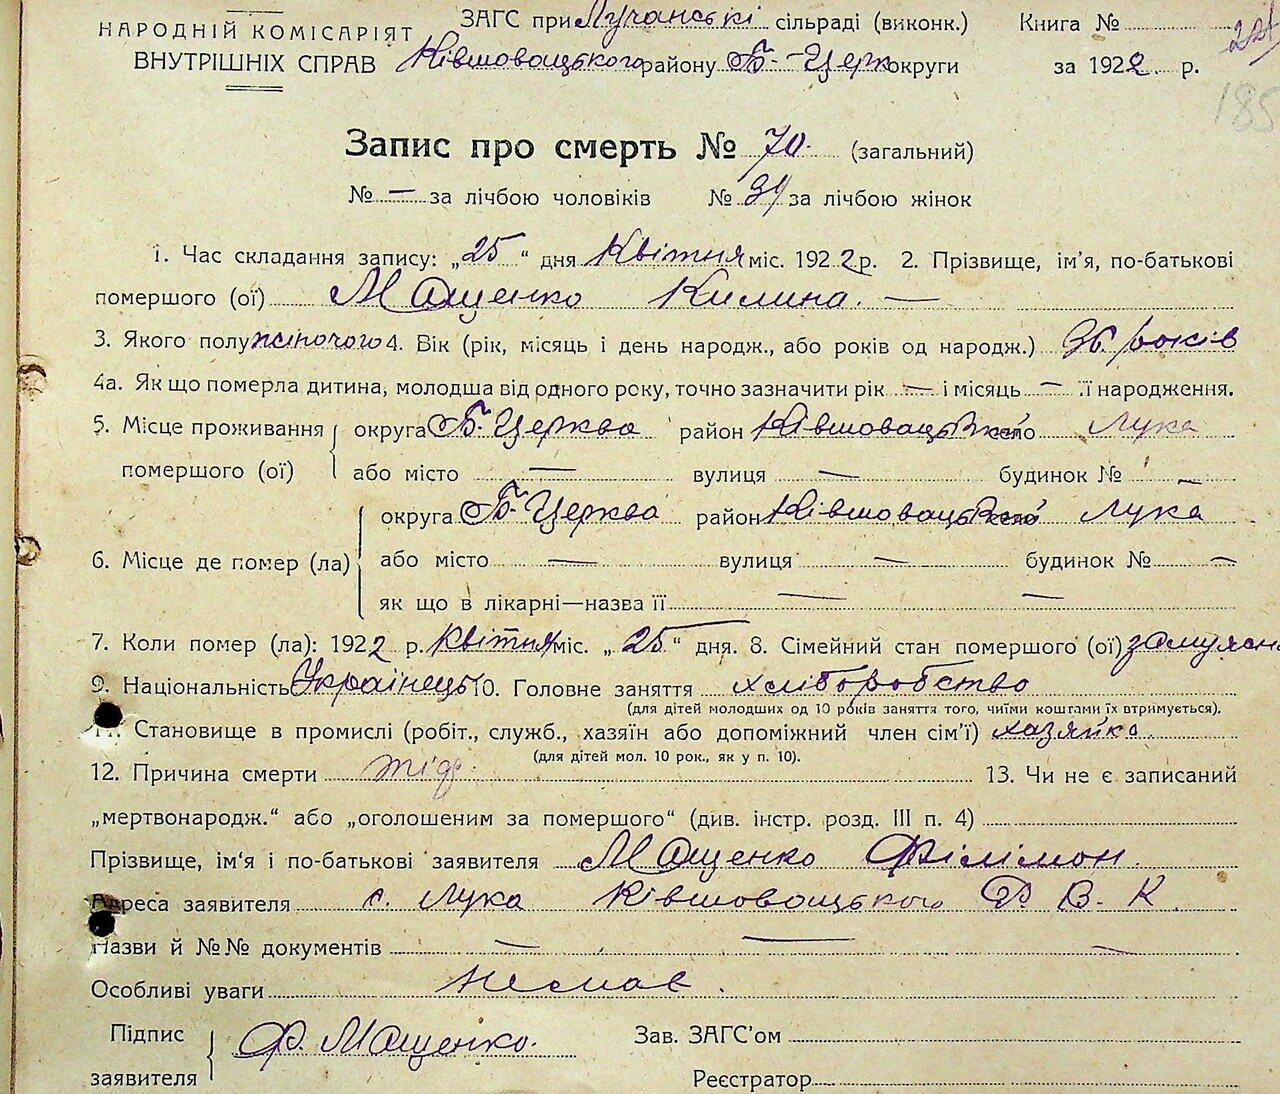 НАРОДНІЙ КОМІСАРІЯТ
ВНУТРІШНІХ СПРАВ
ЗАГС при Лучанські сільраді (виконк.)
Ківшовацького району Б-Церк округи
Книга №
за 1922 р.
185
Запис про смерть № 70. (загальний)
№ — за лічбою чоловіків № 39 за лічбою жінок
1. Час складання запису: „25“ дня Квітня міс. 1922 р. 2. Прізвище, ім'я, по-батькові
помершого (ої) Мащенко Килина. —
3. Якого полу жіночого 4. Вік (рік, місяць і день народж., або років од народж.) 36 років
4а. Як що померла дитина, молодша від одного року, точно зазначити рік — і місяць — її народження.
5. Місце проживання помершого (ої) округа Б-Церква район Ківшоваць село Лука
або місто — вулиця — будинок № —
6. Місце де помер (ла) округа Б-Церква район Ківшоваць село Лука
або місто — вулиця — будинок № —
як що в лікарні—назва її — —
7. Коли помер (ла): 1922 р. Квітня міс. „25“ дня. 8. Сімейний стан помершого (ої) замужня
9. Національність Українець 10. Головне заняття хліборобство
(для дітей молодших од 10 років заняття того, чиїми коштами їх втримується).
11. Становище в промислі (робіт., служб., хазяїн або допоміжний член сім'ї) хазяйка
(для дітей мол. 10 рок., як у п. 10).
12. Причина смерти тіф. 13. Чи не є записаний
„мертвонародж.“ або „оголошеним за помершого“ (див. інстр. розд. III п. 4)
Прізвище, ім'я і по-батькові заявителя Мащенко Філімон.
Адреса заявителя с. Лука Ківшовацького Р В. К
Назви й №№ документів — — —
Особливі уваги немає.
Підпис заявителя Ф. Мащенко.
Зав. ЗАГС'ом
Реєстратор